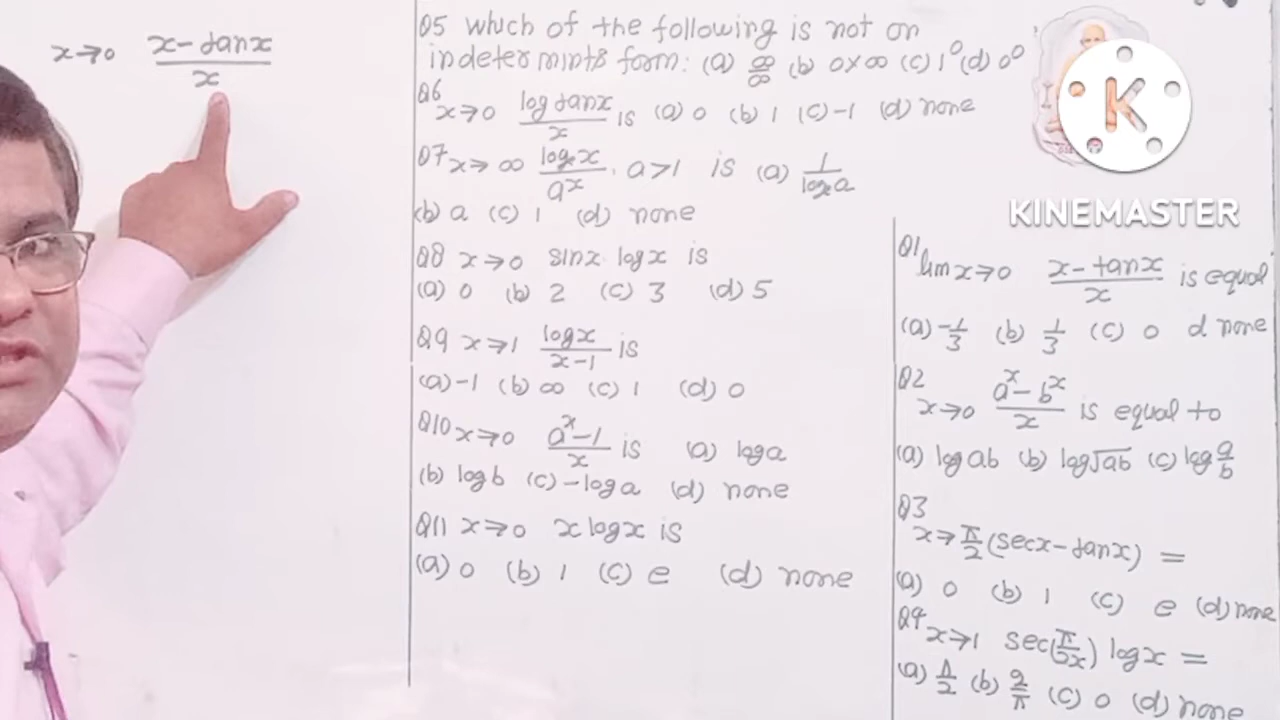 x→0 x-tanx/x
Q5 which of the following is not on
indetermints form: (a) ∞/∞ (b) 0×∞ (c) 1⁰ (d) 0⁰
Q6 x→0 log tanx/x is (a) 0 (b) 1 (c) -1 (d) none
Q7 x→∞ logx/aˣ . a>1 is (a) 1/log a
(b) a (c) 1 (d) none
Q8 x→0 sinx logx is
(a) 0 (b) 2 (c) 3 (d) 5
Q9 x→1 logx/x-1 is
(a) -1 (b) ∞ (c) 1 (d) 0
Q10 x→0 aˣ-1/x is (a) loga
(b) log b (c) -loga (d) none
Q11 x→0 x logx is
(a) 0 (b) 1 (c) e (d) none
K
KINEMASTER
Q1 lim x→0 x-tanx/x is equal
(a) -1/3 (b) 1/3 (c) 0 d none
Q2 x→0 aˣ-bˣ/x is equal to
(a) log ab (b) log√ab (c) log a/b
Q3
x→π/2 (secx-tanx) =
(a) 0 (b) 1 (c) e (d) none
Q4 x→1 sec(π/2x) logx =
(a) π/2 (b) 2/π (c) 0 (d) none